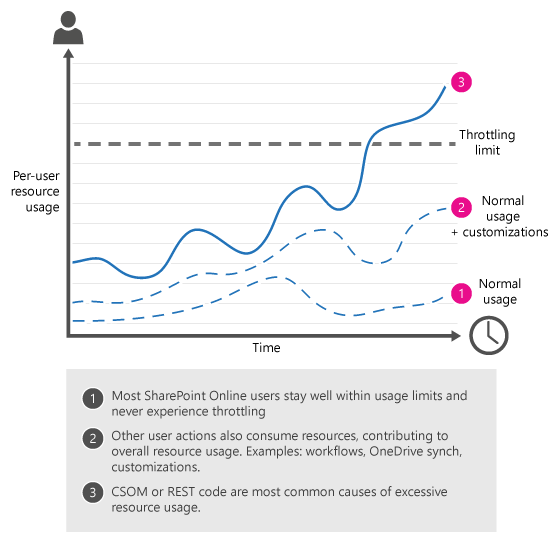 3
Throttling
limit
Per-user
resource
usage
2
Normal
usage
+ customizations
1
Normal
usage
Time
1 Most SharePoint Online users stay well within usage limits and
never experience throttling
2 Other user actions also consume resources, contributing to
overall resource usage. Examples: workflows, OneDrive synch,
customizations.
3 CSOM or REST code are most common causes of excessive
resource usage.